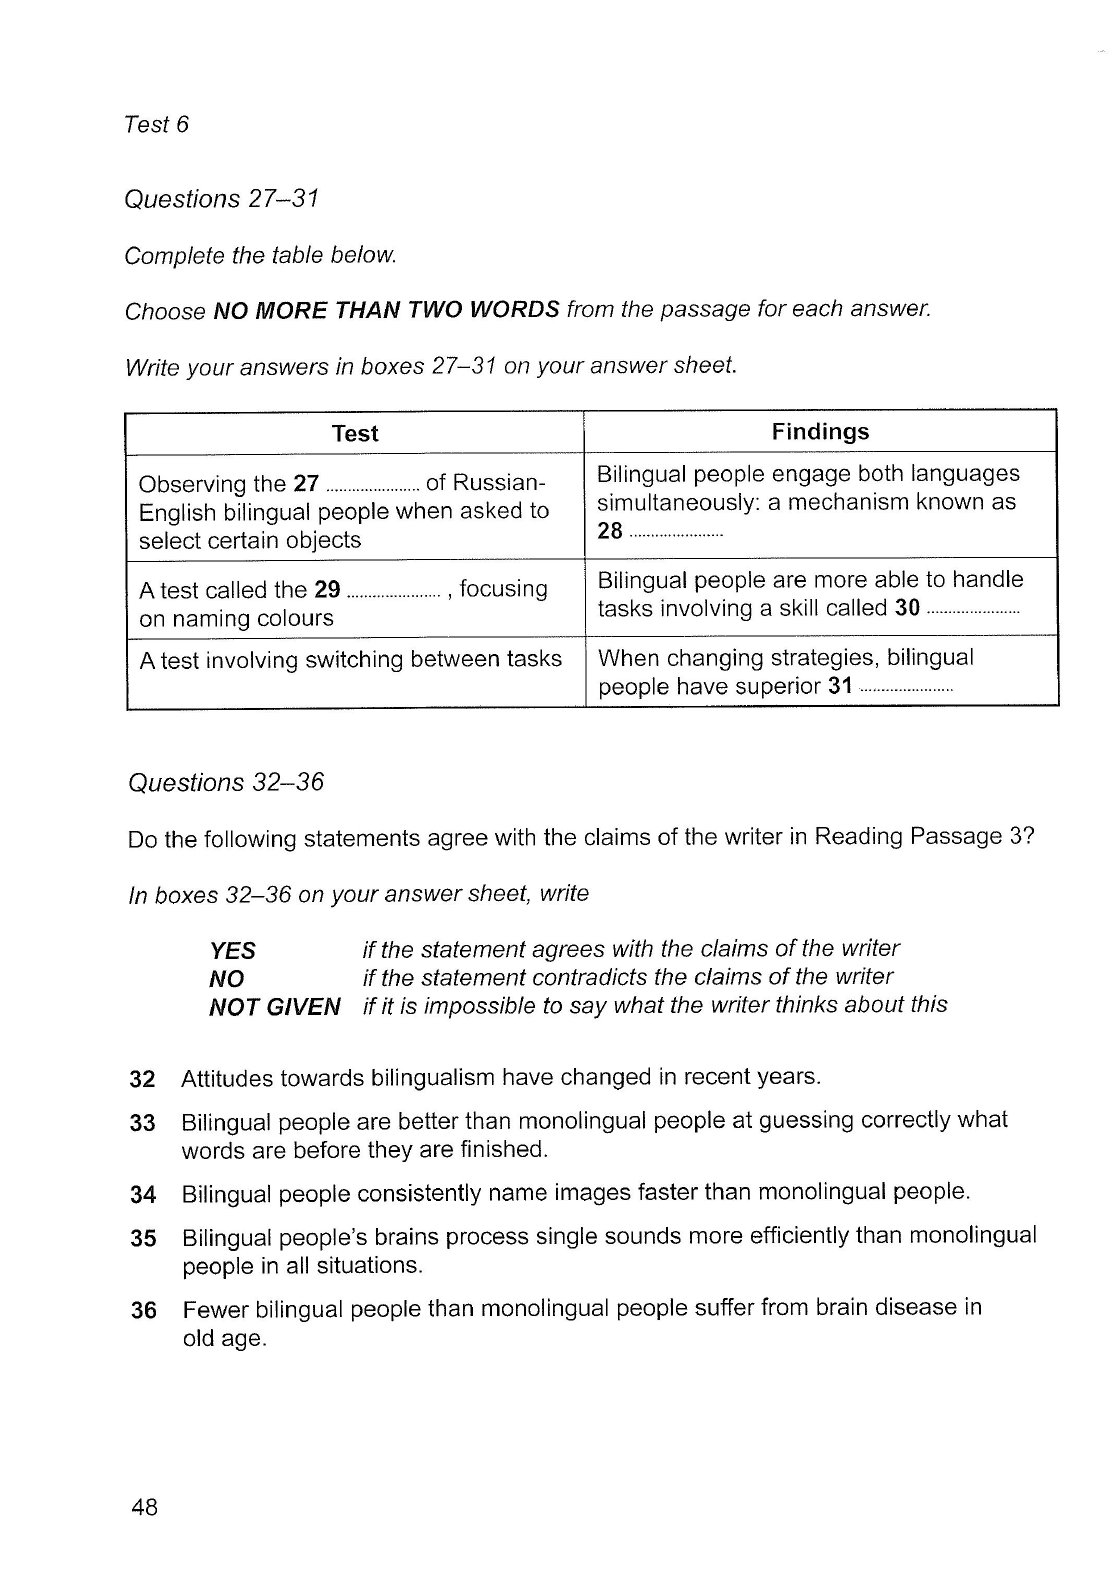 Test 6
Questions 27–31
Complete the table below.
Choose NO MORE THAN TWO WORDS from the passage for each answer.
Write your answers in boxes 27–31 on your answer sheet.
Test
Findings
Observing the 27 ...................... of Russian-
English bilingual people when asked to
select certain objects
Bilingual people engage both languages
simultaneously: a mechanism known as
28 ......................
A test called the 29 ...................... , focusing
on naming colours
Bilingual people are more able to handle
tasks involving a skill called 30 ......................
A test involving switching between tasks
When changing strategies, bilingual
people have superior 31 ......................
Questions 32–36
Do the following statements agree with the claims of the writer in Reading Passage 3?
In boxes 32–36 on your answer sheet, write
YES if the statement agrees with the claims of the writer
NO if the statement contradicts the claims of the writer
NOT GIVEN if it is impossible to say what the writer thinks about this
32 Attitudes towards bilingualism have changed in recent years.
33 Bilingual people are better than monolingual people at guessing correctly what
words are before they are finished.
34 Bilingual people consistently name images faster than monolingual people.
35 Bilingual people's brains process single sounds more efficiently than monolingual
people in all situations.
36 Fewer bilingual people than monolingual people suffer from brain disease in
old age.
48